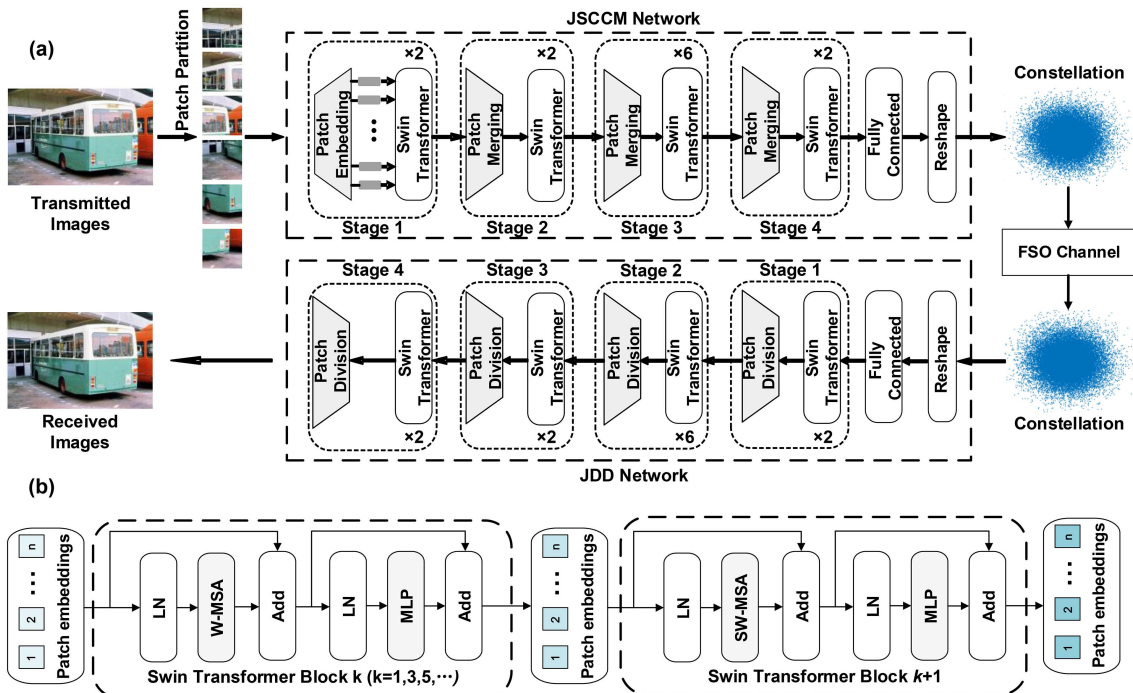 (a)
Patch Partition
JSCCM Network
×2
×2
×6
×2
Transmitted
Images
Patch
Embedding
Swin
Transformer
Patch
Merging
Swin
Transformer
Patch
Merging
Swin
Transformer
Patch
Merging
Swin
Transformer
Fully
Connected
Reshape
Constellation
Stage 1
Stage 2
Stage 3
Stage 4
FSO Channel
Stage 4
Stage 3
Stage 2
Stage 1
Patch
Division
Swin
Transformer
Patch
Division
Swin
Transformer
Patch
Division
Swin
Transformer
Patch
Division
Swin
Transformer
Fully
Connected
Reshape
Constellation
Received
Images
×2
×2
×6
×2
JDD Network
(b)
1 2 ··· n
Patch embeddings
LN
W-MSA
Add
LN
MLP
Add
Swin Transformer Block k (k=1,3,5,···)
1 2 ··· n
Patch embeddings
LN
SW-MSA
Add
LN
MLP
Add
Swin Transformer Block k+1
1 2 ··· n
Patch embeddings